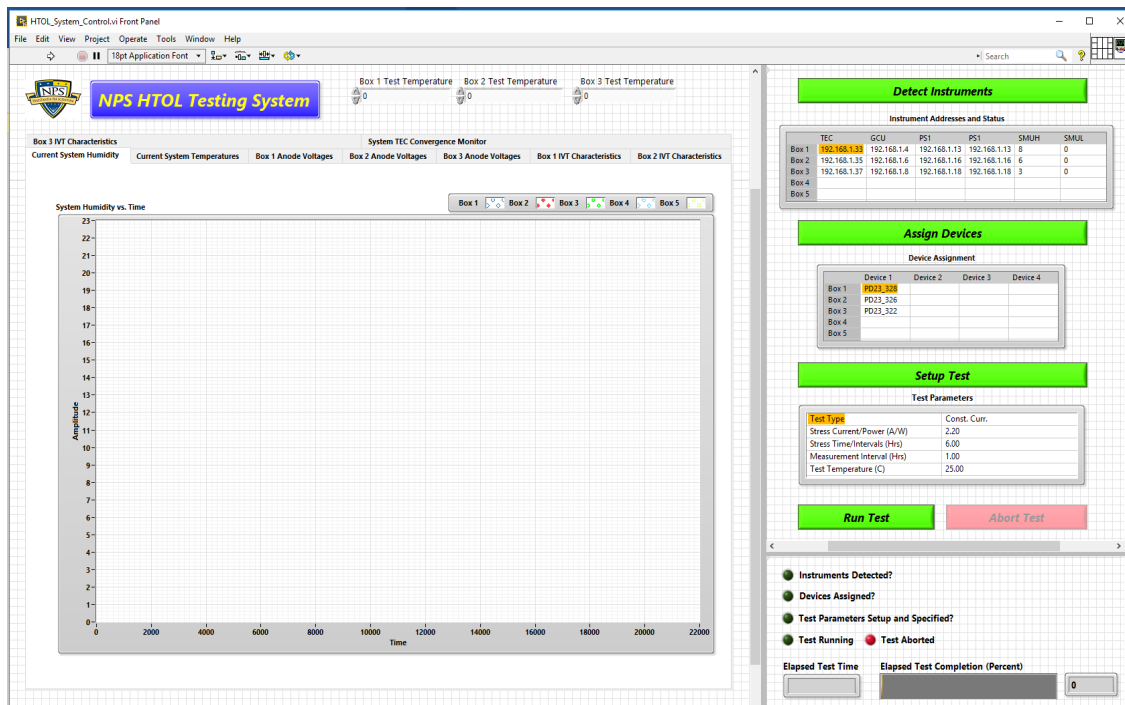 HTOL_System_Control.vi Front Panel
File Edit View Project Operate Tools Window Help
18pt Application Font
Search
NPS
NPS HTOL Testing System
Box 1 Test Temperature Box 2 Test Temperature Box 3 Test Temperature
0 0 0
Box 3 IVT Characteristics System TEC Convergence Monitor
Current System Humidity Current System Temperatures Box 1 Anode Voltages Box 2 Anode Voltages Box 3 Anode Voltages Box 1 IVT Characteristics Box 2 IVT Characteristics
Box 1 Box 2 Box 3 Box 4 Box 5
System Humidity vs. Time
23
22
21
20
19
18
17
16
15
14
13
12
11
10
9
8
7
6
5
4
3
2
1
0
Amplitude
0 2000 4000 6000 8000 10000 12000 14000 16000 18000 20000 22000
Time
Detect Instruments
Instrument Addresses and Status
TEC GCU PS1 PS1 SMUH SMUL
Box 1 192.168.1.33 192.168.1.4 192.168.1.13 192.168.1.13 8 0
Box 2 192.168.1.35 192.168.1.6 192.168.1.16 192.168.1.16 6 0
Box 3 192.168.1.37 192.168.1.8 192.168.1.18 192.168.1.18 3 0
Box 4
Box 5
Assign Devices
Device Assignment
Device 1 Device 2 Device 3 Device 4
Box 1 PD23_328
Box 2 PD23_326
Box 3 PD23_322
Box 4
Box 5
Setup Test
Test Parameters
Test Type Const. Curr.
Stress Current/Power (A/W) 2.20
Stress Time/Intervals (Hrs) 6.00
Measurement Interval (Hrs) 1.00
Test Temperature (C) 25.00
Run Test Abort Test
Instruments Detected?
Devices Assigned?
Test Parameters Setup and Specified?
Test Running Test Aborted
Elapsed Test Time Elapsed Test Completion (Percent)
0